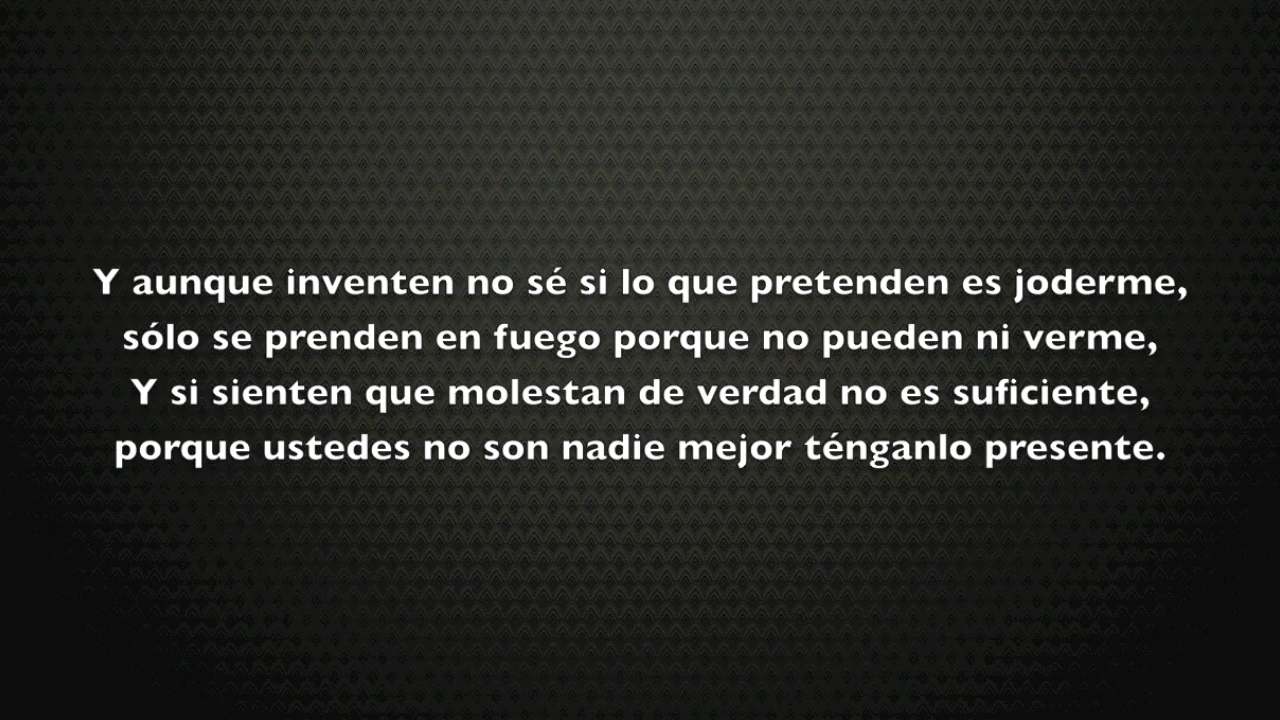 Y aunque inventen no sé si lo que pretenden es joderme,
sólo se prenden en fuego porque no pueden ni verme,
Y si sienten que molestan de verdad no es suficiente,
porque ustedes no son nadie mejor ténganlo presente.